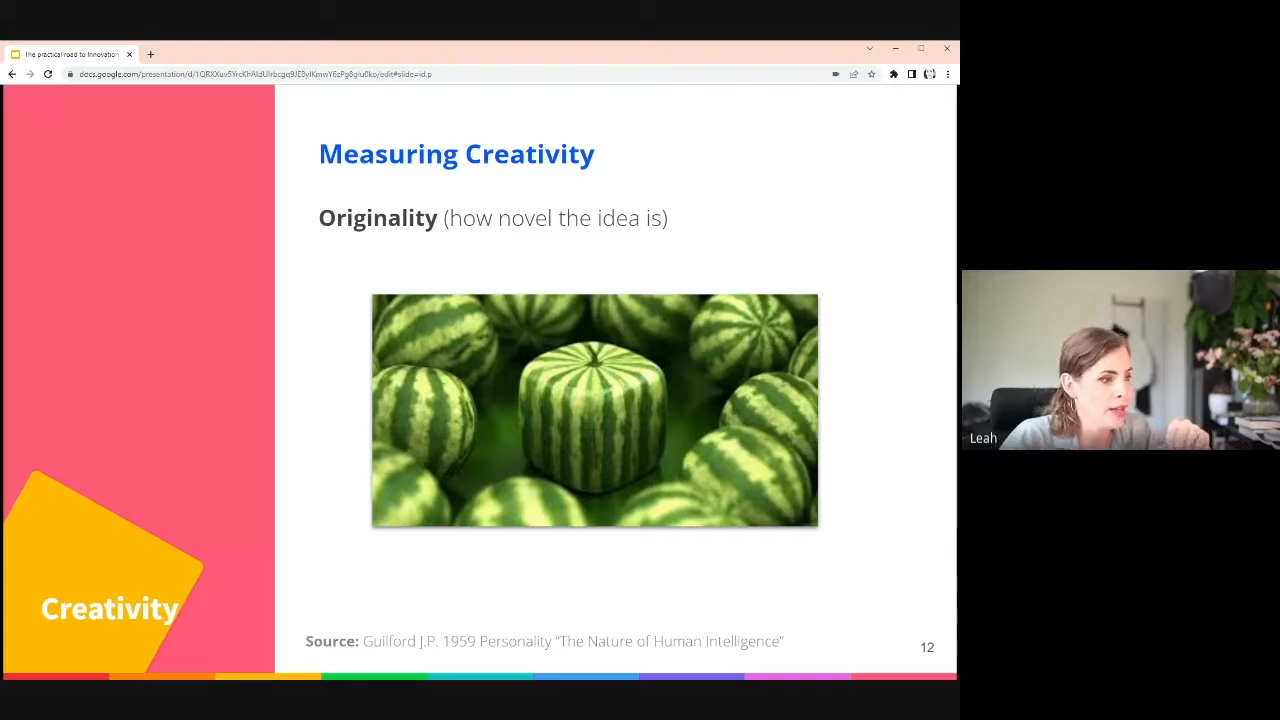 The practical road to Innovation
Measuring Creativity
Originality (how novel the idea is)
Leah
Creativity
Source: Guilford J.P. 1959 Personality “The Nature of Human Intelligence”
12